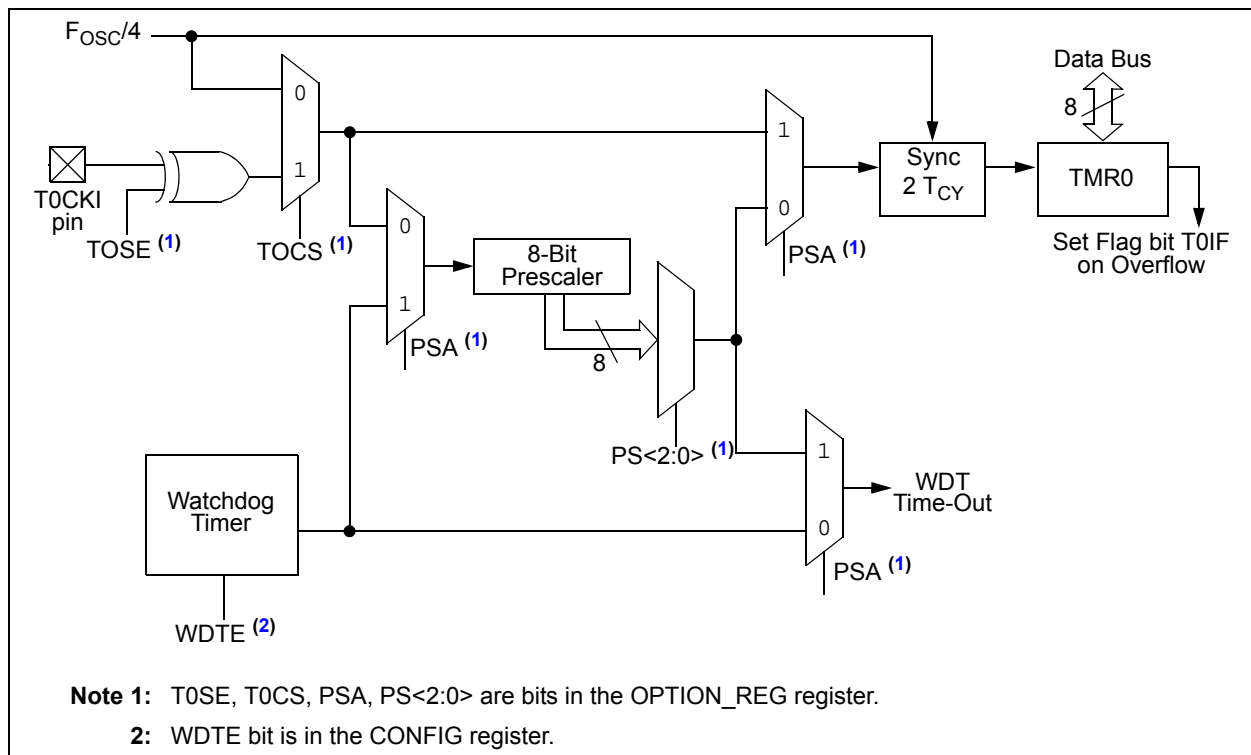 FOSC/4
Data Bus
8
0
1
1
0
T0CKI
pin
TOSE (1)
TOCS (1)
Sync
2 TCY
TMR0
PSA (1)
Set Flag bit T0IF
on Overflow
0
1
8-Bit
Prescaler
PSA (1)
8
PS<2:0> (1)
Watchdog
Timer
1
0
WDT
Time-Out
PSA (1)
WDTE (2)
Note 1: T0SE, T0CS, PSA, PS<2:0> are bits in the OPTION_REG register.
2: WDTE bit is in the CONFIG register.